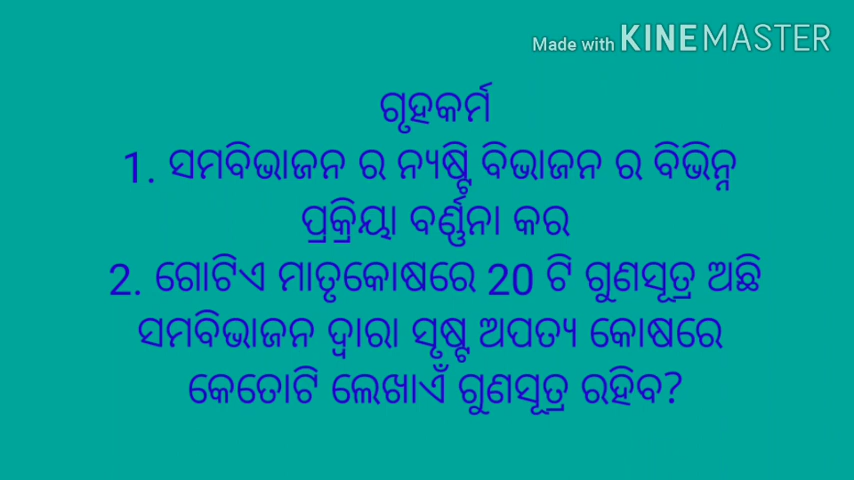 Made with KINEMASTER
ଗୃହକର୍ମ
1. ସମବିଭାଜନ ର ନ୍ୟଷ୍ଟି ବିଭାଜନ ର ବିଭିନ୍ନ
ପ୍ରକ୍ରିୟା ବର୍ଣ୍ଣନା କର
2. ଗୋଟିଏ ମାତୃକୋଷରେ 20 ଟି ଗୁଣସୂତ୍ର ଅଛି
ସମବିଭାଜନ ଦ୍ୱାରା ସୃଷ୍ଟ ଅପତ୍ୟ କୋଷରେ
କେତୋଟି ଲେଖାଏଁ ଗୁଣସୂତ୍ର ରହିବ?